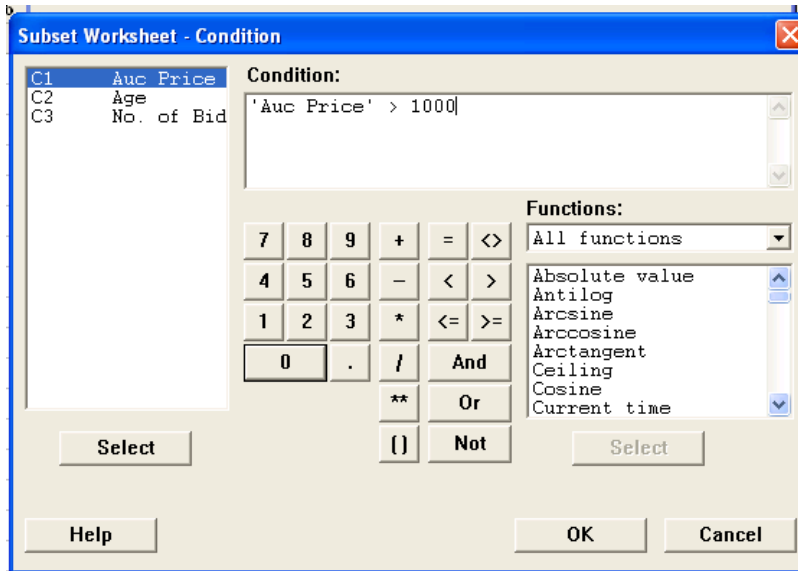 b.
Subset Worksheet - Condition
C1 Auc Price
C2 Age
C3 No. of Bid
Condition:
'Auc Price' > 1000
Functions:
All functions
7 8 9 + = <>
4 5 6 – < >
1 2 3 * <= >=
0 . / And
** Or
() Not
Absolute value
Antilog
Arcsine
Arccosine
Arctangent
Ceiling
Cosine
Current time
Select
Select
Help
OK
Cancel